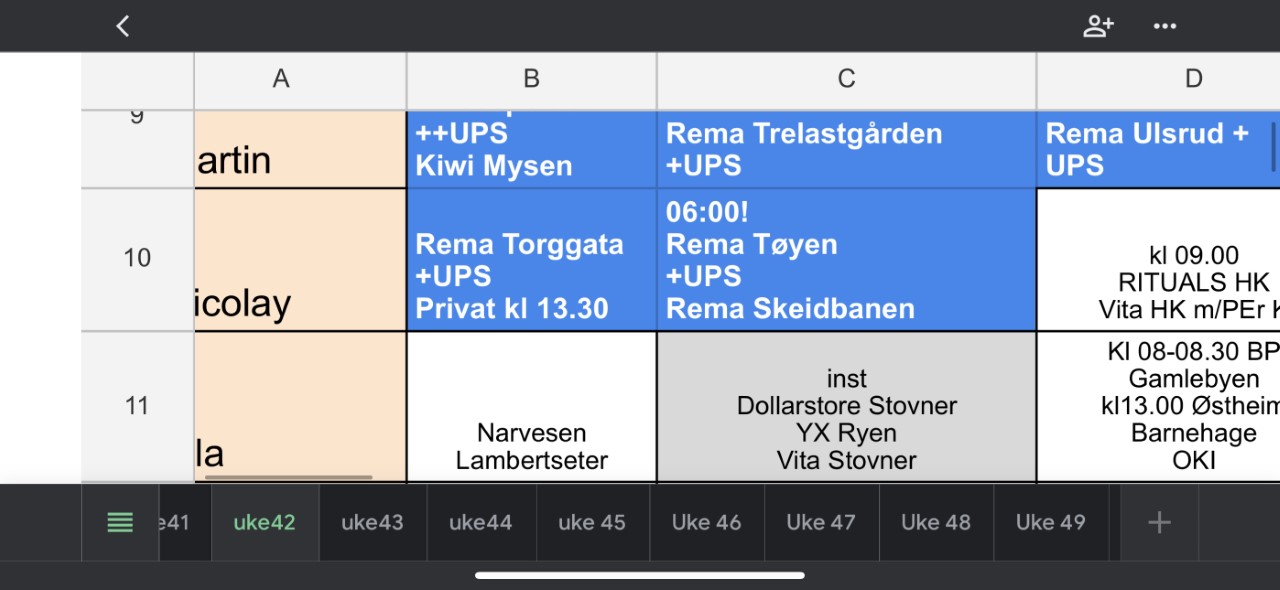 A
B
C
D
9
artin
++UPS
Kiwi Mysen
Rema Trelastgården
+UPS
Rema Ulsrud +
UPS
10
icolay
Rema Torggata
+UPS
Privat kl 13.30
06:00!
Rema Tøyen
+UPS
Rema Skeidbanen
kl 09.00
RITUALS HK
Vita HK m/PEr
11
la
Narvesen
Lambertseter
inst
Dollarstore Stovner
YX Ryen
Vita Stovner
Kl 08-08.30 BP
Gamlebyen
kl13.00 Østheim
Barnehage
OKI
e41
uke42
uke43
uke44
uke 45
Uke 46
Uke 47
Uke 48
Uke 49